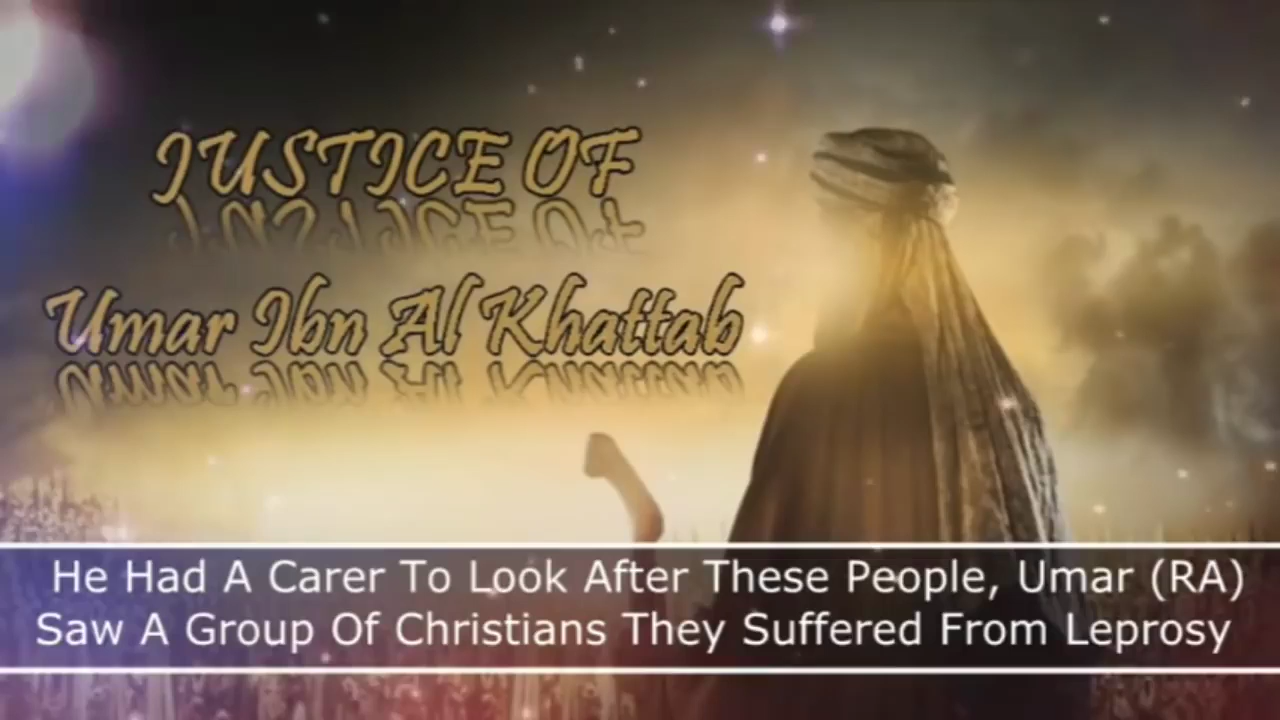 JUSTICE OF
Umar Ibn Al Khattab
He Had A Carer To Look After These People, Umar (RA)
Saw A Group Of Christians They Suffered From Leprosy